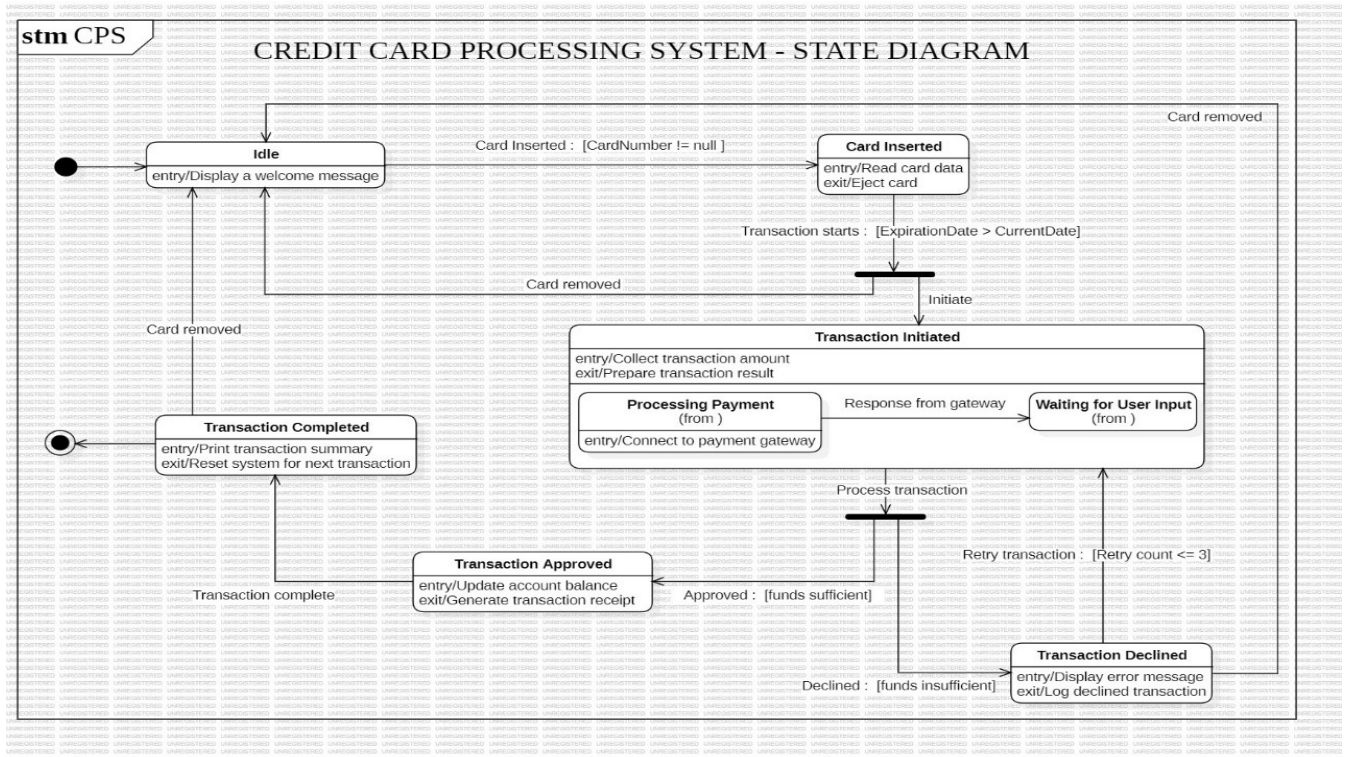 stm CPS
CREDIT CARD PROCESSING SYSTEM - STATE DIAGRAM
Card removed
Idle
entry/Display a welcome message
Card Inserted : [CardNumber != null ]
Card Inserted
entry/Read card data
exit/Eject card
Transaction starts : [ExpirationDate > CurrentDate]
Card removed
Initiate
Card removed
Transaction Initiated
entry/Collect transaction amount
exit/Prepare transaction result
Processing Payment
(from )
entry/Connect to payment gateway
Response from gateway
Waiting for User Input
(from )
Transaction Completed
entry/Print transaction summary
exit/Reset system for next transaction
Process transaction
Retry transaction : [Retry count <= 3]
Transaction Approved
entry/Update account balance
exit/Generate transaction receipt
Transaction complete
Approved : [funds sufficient]
Declined : [funds insufficient]
Transaction Declined
entry/Display error message
exit/Log declined transaction
UNREGISTERED